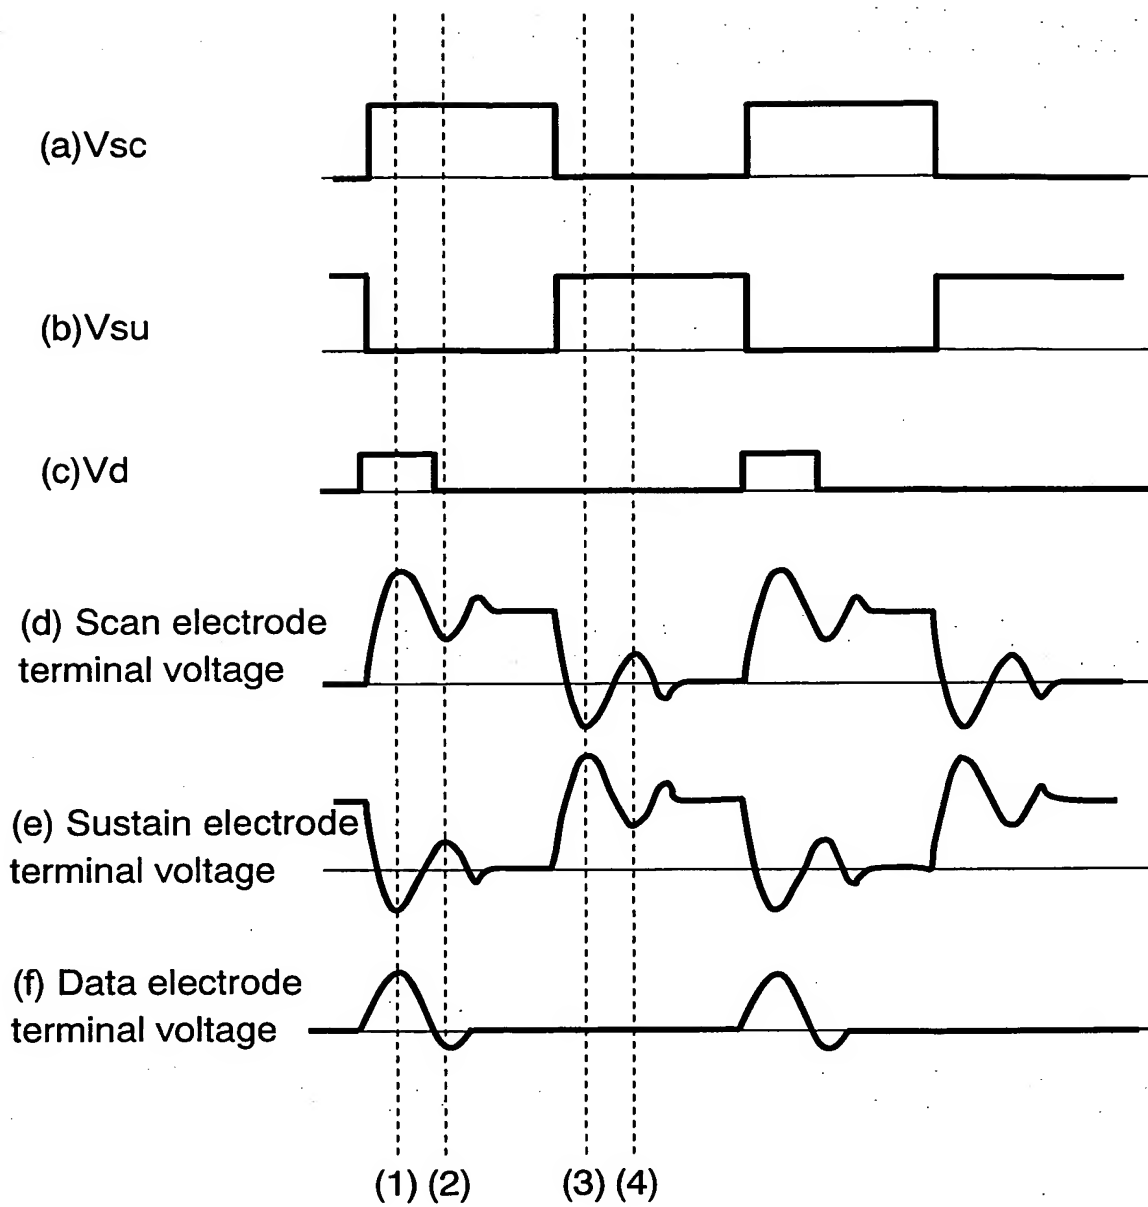 (a)Vsc
(b)Vsu
(c)Vd
(d) Scan electrode
terminal voltage
(e) Sustain electrode
terminal voltage
(f) Data electrode
terminal voltage
(1) (2) (3) (4)